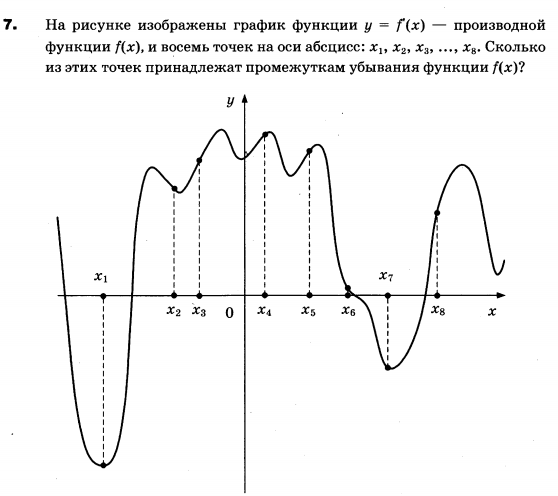 7. На рисунке изображены график функции y = f′(x) — производной
функции f(x), и восемь точек на оси абсцисс: x₁, x₂, x₃, ..., x₈. Сколько
из этих точек принадлежат промежуткам убывания функции f(x)?
y
x₁ x₇
x₂ x₃ 0 x₄ x₅ x₆ x₈ x